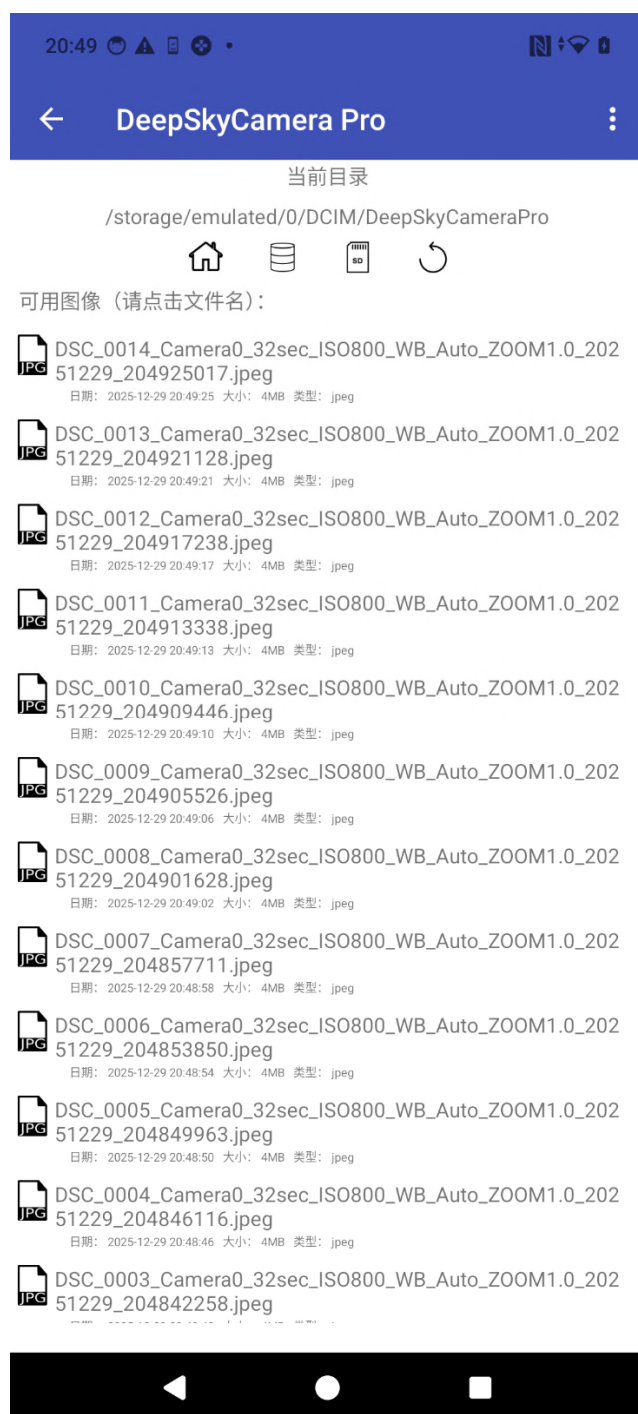 20:49
DeepSkyCamera Pro
当前目录
/storage/emulated/0/DCIM/DeepSkyCameraPro
SD
可用图像（请点击文件名）：
JPG
DSC_0014_Camera0_32sec_ISO800_WB_Auto_ZOOM1.0_202
51229_204925017.jpeg
日期： 2025-12-29 20:49:25 大小： 4MB 类型： jpeg
JPG
DSC_0013_Camera0_32sec_ISO800_WB_Auto_ZOOM1.0_202
51229_204921128.jpeg
日期： 2025-12-29 20:49:21 大小： 4MB 类型： jpeg
JPG
DSC_0012_Camera0_32sec_ISO800_WB_Auto_ZOOM1.0_202
51229_204917238.jpeg
日期： 2025-12-29 20:49:17 大小： 4MB 类型： jpeg
JPG
DSC_0011_Camera0_32sec_ISO800_WB_Auto_ZOOM1.0_202
51229_204913338.jpeg
日期： 2025-12-29 20:49:13 大小： 4MB 类型： jpeg
JPG
DSC_0010_Camera0_32sec_ISO800_WB_Auto_ZOOM1.0_202
51229_204909446.jpeg
日期： 2025-12-29 20:49:10 大小： 4MB 类型： jpeg
JPG
DSC_0009_Camera0_32sec_ISO800_WB_Auto_ZOOM1.0_202
51229_204905526.jpeg
日期： 2025-12-29 20:49:06 大小： 4MB 类型： jpeg
JPG
DSC_0008_Camera0_32sec_ISO800_WB_Auto_ZOOM1.0_202
51229_204901628.jpeg
日期： 2025-12-29 20:49:02 大小： 4MB 类型： jpeg
JPG
DSC_0007_Camera0_32sec_ISO800_WB_Auto_ZOOM1.0_202
51229_204857711.jpeg
日期： 2025-12-29 20:48:58 大小： 4MB 类型： jpeg
JPG
DSC_0006_Camera0_32sec_ISO800_WB_Auto_ZOOM1.0_202
51229_204853850.jpeg
日期： 2025-12-29 20:48:54 大小： 4MB 类型： jpeg
JPG
DSC_0005_Camera0_32sec_ISO800_WB_Auto_ZOOM1.0_202
51229_204849963.jpeg
日期： 2025-12-29 20:48:50 大小： 4MB 类型： jpeg
JPG
DSC_0004_Camera0_32sec_ISO800_WB_Auto_ZOOM1.0_202
51229_204846116.jpeg
日期： 2025-12-29 20:48:46 大小： 4MB 类型： jpeg
JPG
DSC_0003_Camera0_32sec_ISO800_WB_Auto_ZOOM1.0_202
51229_204842258.jpeg